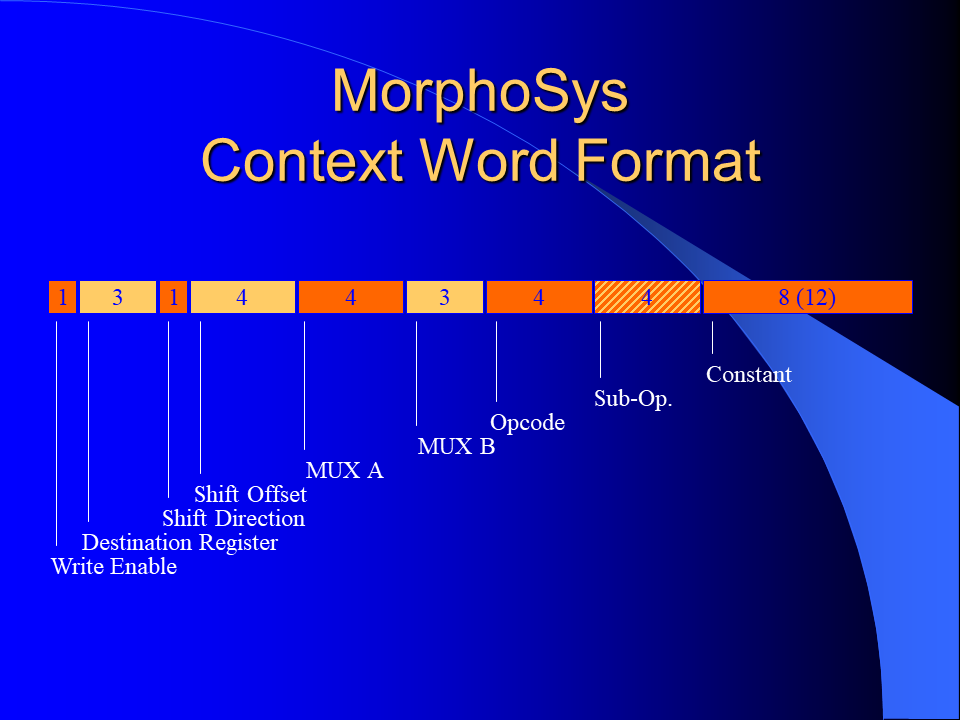 MorphoSys
Context Word Format
1 3 1 4 4 3 4 4 8 (12)
Constant
Sub-Op.
Opcode
MUX B
MUX A
Shift Offset
Shift Direction
Destination Register
Write Enable